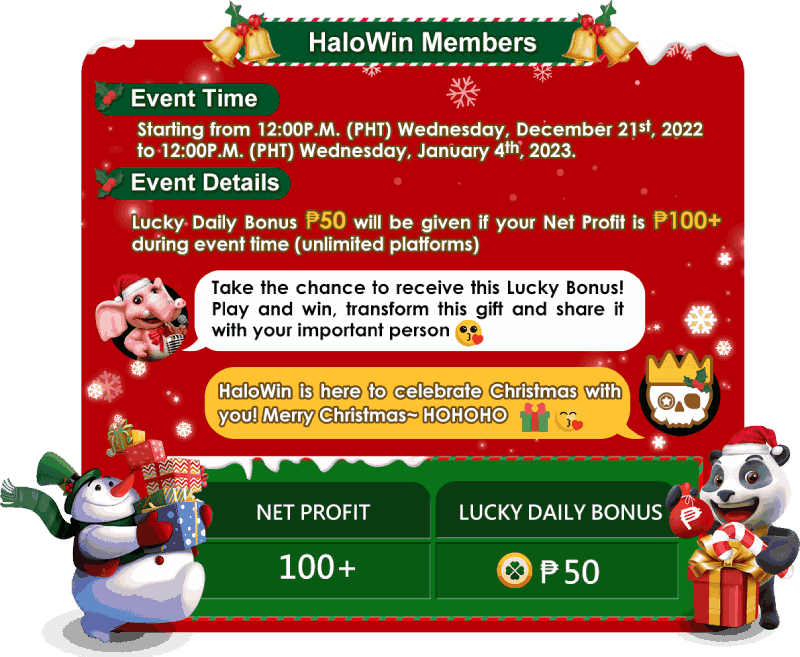 HaloWin Members
Event Time
Starting from 12:00P.M. (PHT) Wednesday, December 21st, 2022
to 12:00P.M. (PHT) Wednesday, January 4th, 2023.
Event Details
Lucky Daily Bonus ₱50 will be given if your Net Profit is ₱100+
during event time (unlimited platforms)
Take the chance to receive this Lucky Bonus!
Play and win, transform this gift and share it
with your important person
HaloWin is here to celebrate Christmas with
you! Merry Christmas~ HOHOHO
NET PROFIT LUCKY DAILY BONUS
100+ ₱50
₱